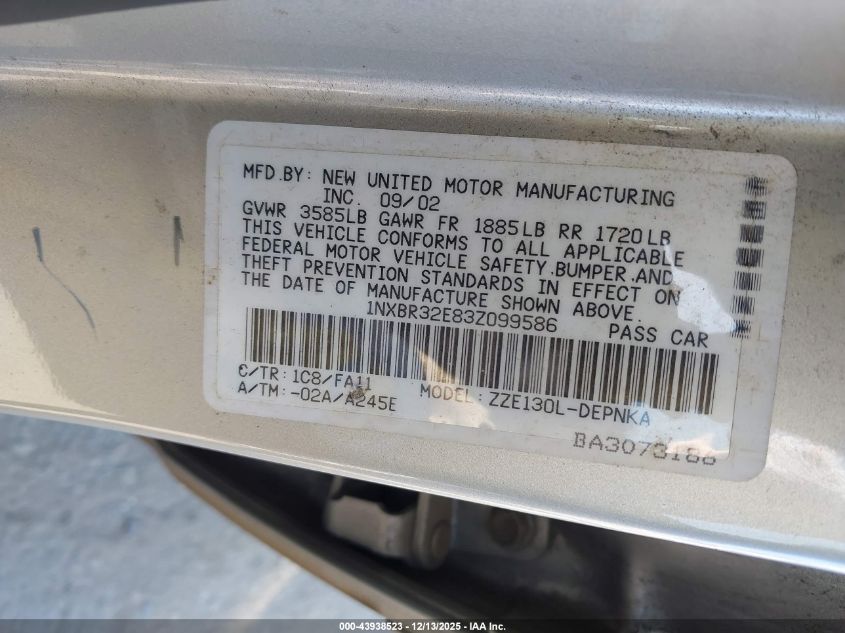 MFD.BY: NEW UNITED MOTOR MANUFACTURING
INC. 09/02
GVWR 3585LB GAWR FR 1885LB RR 1720LB
THIS VEHICLE CONFORMS TO ALL APPLICABLE
FEDERAL MOTOR VEHICLE SAFETY.BUMPER.AND
THEFT PREVENTION STANDARDS IN EFFECT ON
THE DATE OF MANUFACTURE SHOWN ABOVE.
1NXBR32E83Z099586 PASS CAR
C/TR: 1C8/FA11
A/TM: -02A/A245E MODEL: ZZE130L-DEPNKA
BA3073186
000-43938523 - 12/13/2025 - IAA Inc.